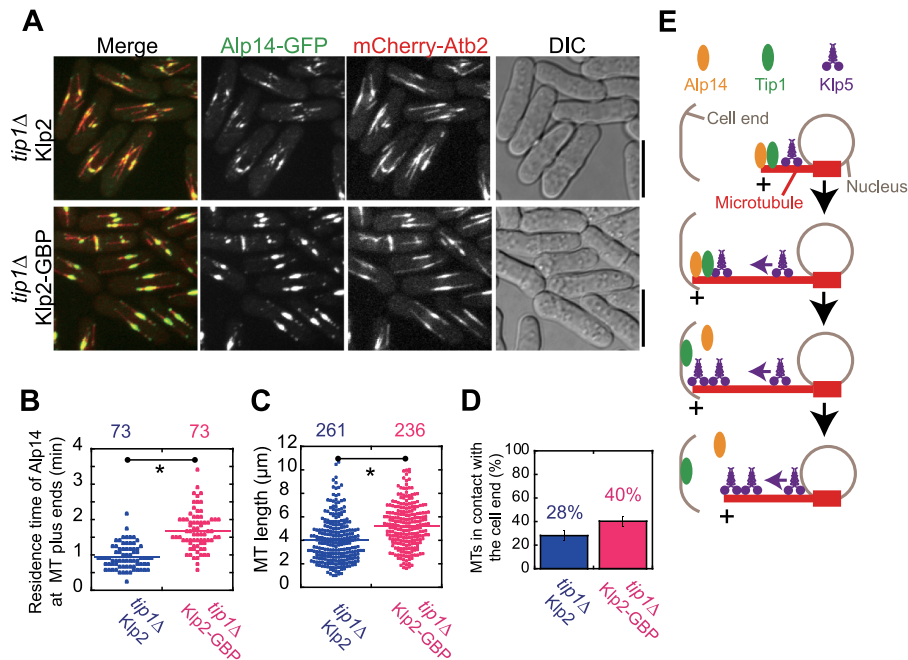 A
Merge
Alp14-GFP
mCherry-Atb2
DIC
tip1Δ
Klp2
tip1Δ
Klp2-GBP
B
73
73
*
Residence time of Alp14
at MT plus ends (min)
4
3
2
1
0
tip1Δ
Klp2
tip1Δ
Klp2-GBP
C
261
236
*
MT length (µm)
12
10
8
6
4
2
0
tip1Δ
Klp2
tip1Δ
Klp2-GBP
D
MTs in contact with
the cell end (%)
100
80
60
40
20
0
28%
40%
tip1Δ
Klp2
tip1Δ
Klp2-GBP
E
Alp14
Tip1
Klp5
Cell end
Nucleus
Microtubule
+
+
+
+